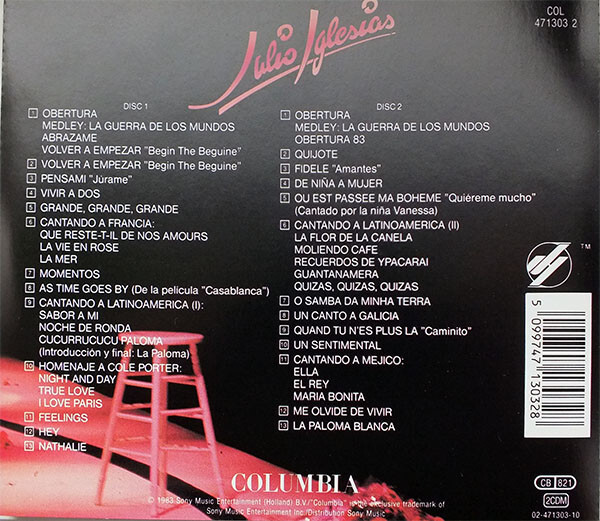 COL
471303 2
Julio Iglesias
DISC 1
1 OBERTURA
MEDLEY: LA GUERRA DE LOS MUNDOS
ABRAZAME
VOLVER A EMPEZAR "Begin The Beguine"
2 VOLVER A EMPEZAR "Begin The Beguine"
3 PENSAMI "Júrame"
4 VIVIR A DOS
5 GRANDE, GRANDE, GRANDE
6 CANTANDO A FRANCIA:
QUE RESTE-T-IL DE NOS AMOURS
LA VIE EN ROSE
LA MER
7 MOMENTOS
8 AS TIME GOES BY (De la película "Casablanca")
9 CANTANDO A LATINOAMERICA (I):
SABOR A MI
NOCHE DE RONDA
CUCURRUCUCU PALOMA
(Introducción y final: La Paloma)
10 HOMENAJE A COLE PORTER:
NIGHT AND DAY
TRUE LOVE
I LOVE PARIS
11 FEELINGS
12 HEY
13 NATHALIE
DISC 2
1 OBERTURA
MEDLEY: LA GUERRA DE LOS MUNDOS
OBERTURA 83
2 QUIJOTE
3 FIDELE "Amantes"
4 DE NIÑA A MUJER
5 OU EST PASSEE MA BOHEME "Quiéreme mucho"
(Cantado por la niña Vanessa)
6 CANTANDO A LATINOAMERICA (II)
LA FLOR DE LA CANELA
MOLIENDO CAFE
RECUERDOS DE YPACARAI
GUANTANAMERA
QUIZAS, QUIZAS, QUIZAS
7 O SAMBA DA MINHA TERRA
8 UN CANTO A GALICIA
9 QUAND TU N'ES PLUS LA "Caminito"
10 UN SENTIMENTAL
11 CANTANDO A MEJICO:
ELLA
EL REY
MARIA BONITA
12 ME OLVIDE DE VIVIR
13 LA PALOMA BLANCA
TM
5 099747 130328
COLUMBIA
© 1983 Sony Music Entertainment (Holland) B.V./"Columbia" is the exclusive trademark of
Sony Music Entertainment Inc./Distribution Sony Music
CB 821
2CDM
02-471303-10